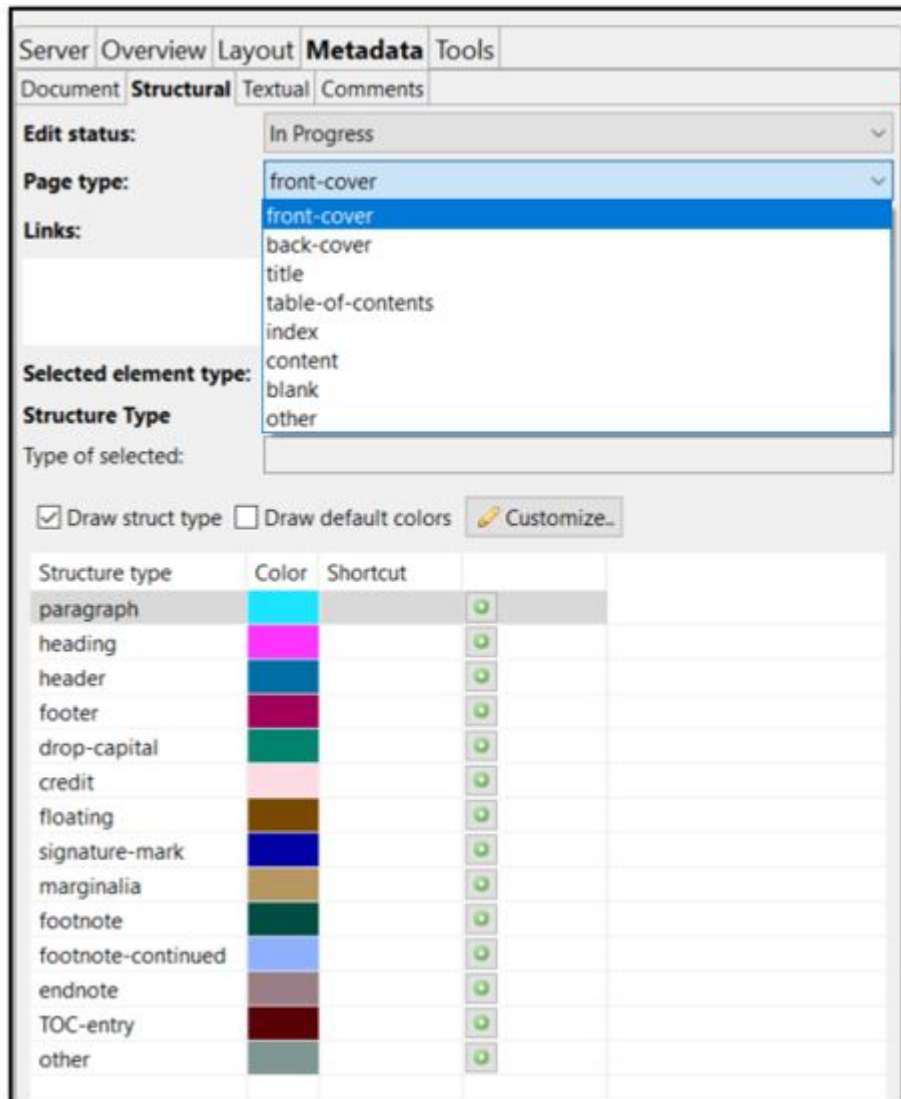 Server Overview Layout Metadata Tools
Document Structural Textual Comments
Edit status: In Progress
Page type: front-cover
front-cover
Links:
back-cover
title
table-of-contents
index
content
Selected element type:
blank
Structure Type
other
Type of selected:
Draw struct type Draw default colors Customize..
Structure type Color Shortcut
paragraph
heading
header
footer
drop-capital
credit
floating
signature-mark
marginalia
footnote
footnote-continued
endnote
TOC-entry
other